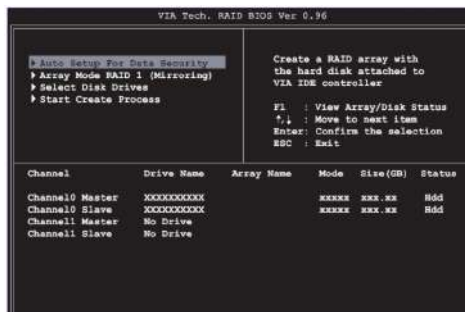 VIA Tech. RAID BIOS Ver 0.96
Auto Setup For Data Security
Array Mode RAID 1 (Mirroring)
Select Disk Drives
Start Create Process
Create a RAID array with
the hard disk attached to
VIA IDE controller
F1 : View Array/Disk Status
↑,↓ : Move to next item
Enter: Confirm the selection
ESC : Exit
Channel Drive Name Array Name Mode Size(GB) Status
Channel0 Master XXXXXXXXXX XXXXX XXX.XX Hdd
Channel0 Slave XXXXXXXXXX XXXXX XXX.XX Hdd
Channel1 Master No Drive
Channel1 Slave No Drive